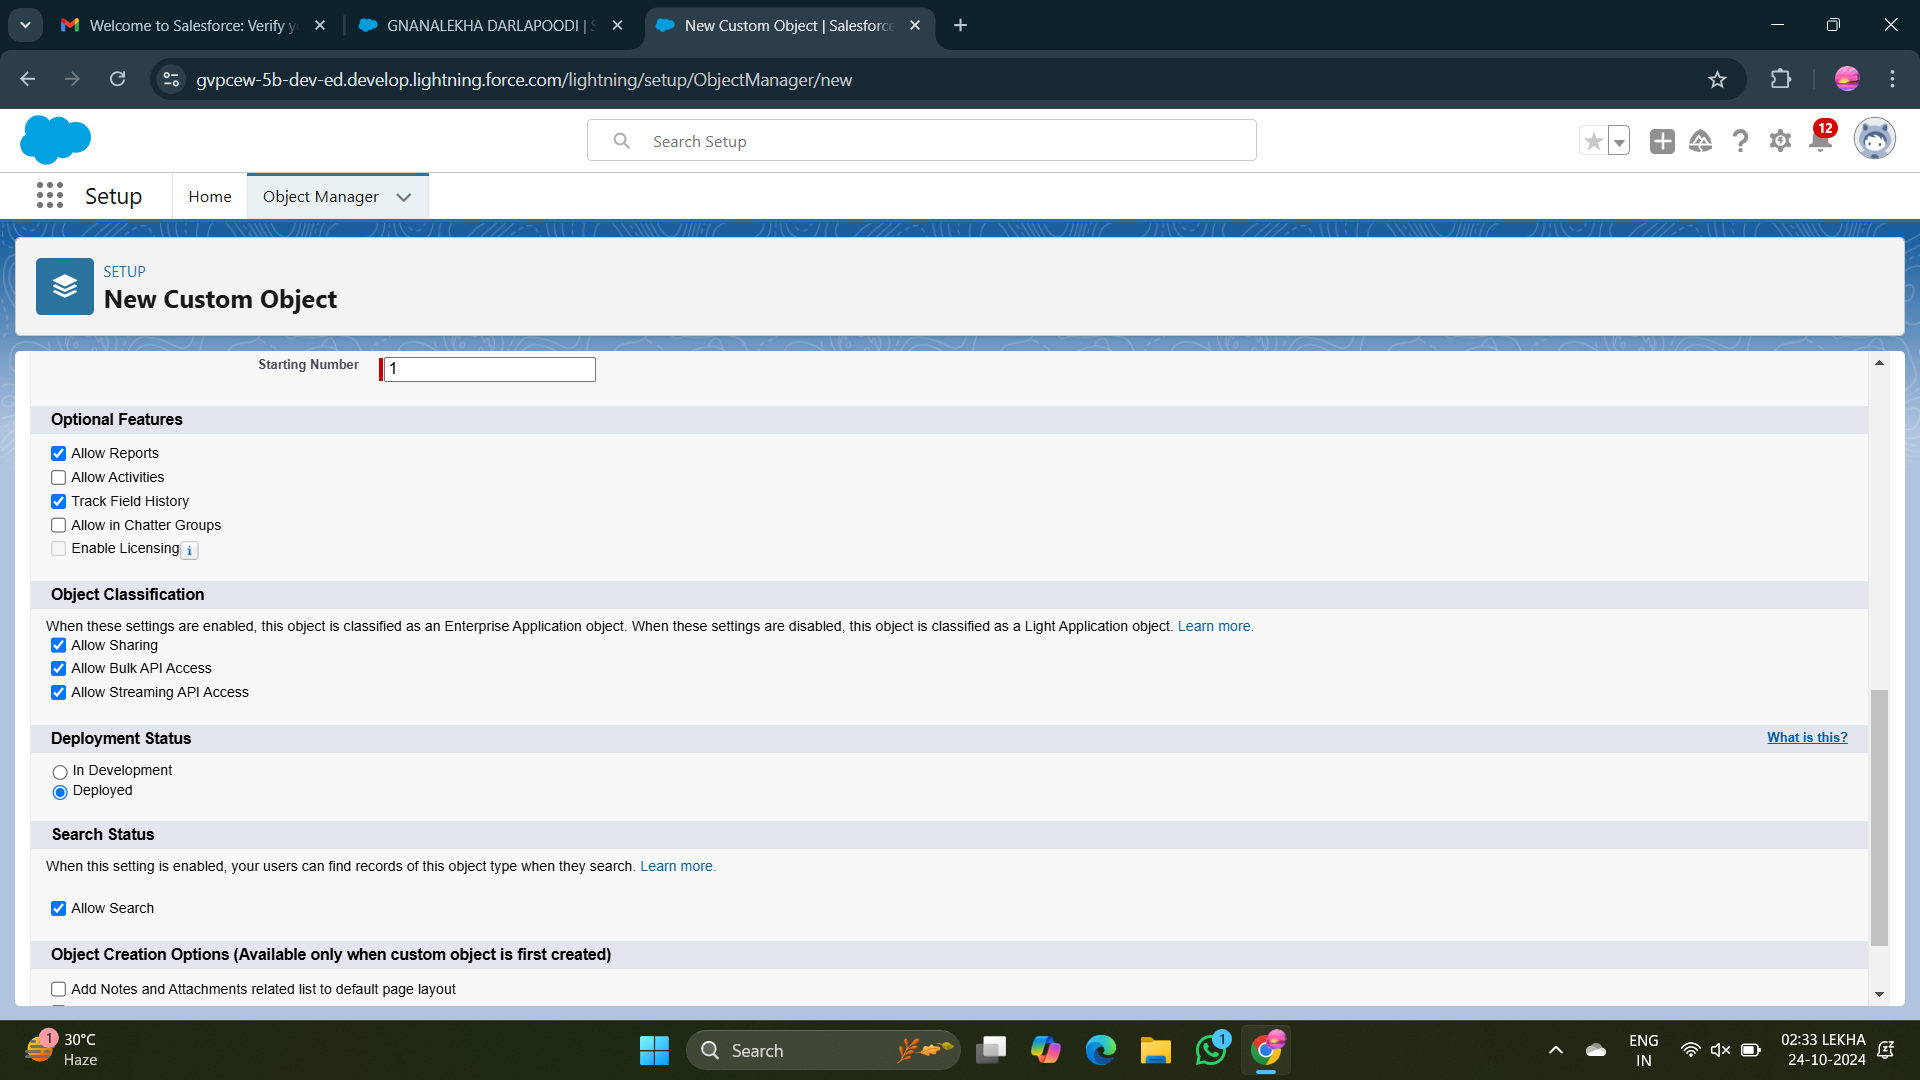 Welcome to Salesforce: Verify y
GNANALEKHA DARLAPOODI | S
New Custom Object | Salesforce
gvpcew-5b-dev-ed.develop.lightning.force.com/lightning/setup/ObjectManager/new
Search Setup
12
Setup
Home
Object Manager
SETUP
New Custom Object
Starting Number
1
Optional Features
Allow Reports
Allow Activities
Track Field History
Allow in Chatter Groups
Enable Licensing i
Object Classification
When these settings are enabled, this object is classified as an Enterprise Application object. When these settings are disabled, this object is classified as a Light Application object. Learn more.
Allow Sharing
Allow Bulk API Access
Allow Streaming API Access
Deployment Status
What is this?
In Development
Deployed
Search Status
When this setting is enabled, your users can find records of this object type when they search. Learn more.
Allow Search
Object Creation Options (Available only when custom object is first created)
Add Notes and Attachments related list to default page layout
1
30°C
Haze
Search
1
ENG
IN
02:33 LEKHA
24-10-2024